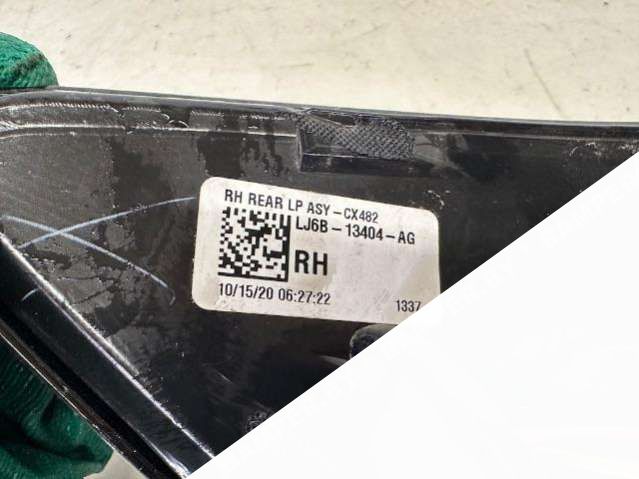 RH REAR LP ASY-CX482
LJ6B-13404-AG
RH
10/15/20 06:27:22
1337